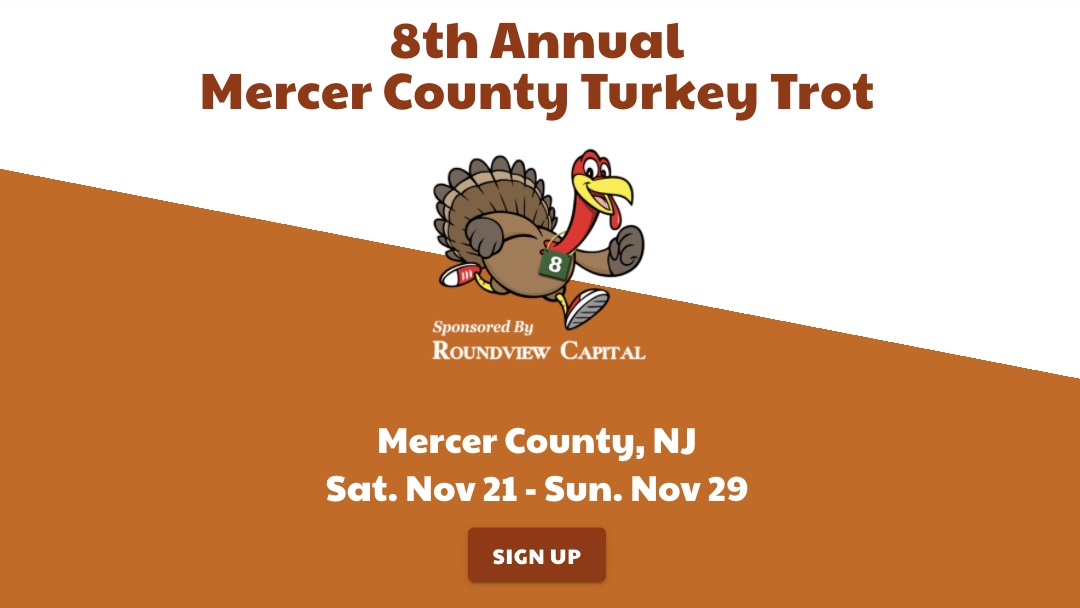 8th Annual
Mercer County Turkey Trot
8
Sponsored By
ROUNDVIEW CAPITAL
Mercer County, NJ
Sat. Nov 21 - Sun. Nov 29
SIGN UP